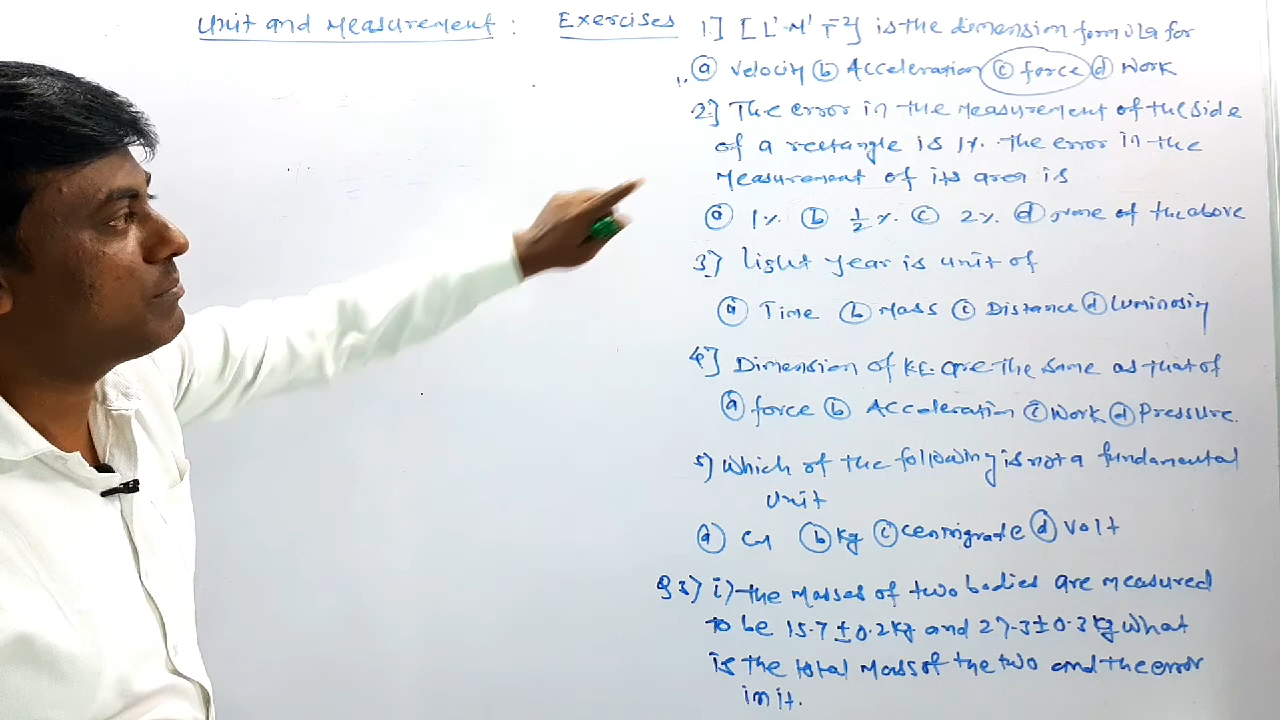 Unit and Measurement : Exercises
1.] [L¹ M¹ T⁻²] is the dimension formula for
(a) Velocity (b) Acceleration (c) force (d) Work
2.] The error in the measurement of the side
of a rectangle is 1%. The error in the
measurement of its area is
(a) 1%. (b) 1/2 %. (c) 2%. (d) none of the above
3.] light year is unit of
(a) Time (b) Mass (c) Distance (d) Luminosity
4.] Dimension of K.E. are the same as that of
(a) force (b) Acceleration (c) Work (d) Pressure.
5) Which of the following is not a fundamental
unit
(a) cm (b) kg (c) centigrade (d) volt
Q3) i) the masses of two bodies are measured
to be 15.7 ± 0.2 kg and 27.3 ± 0.3 kg what
is the total mass of the two and the error
in it.